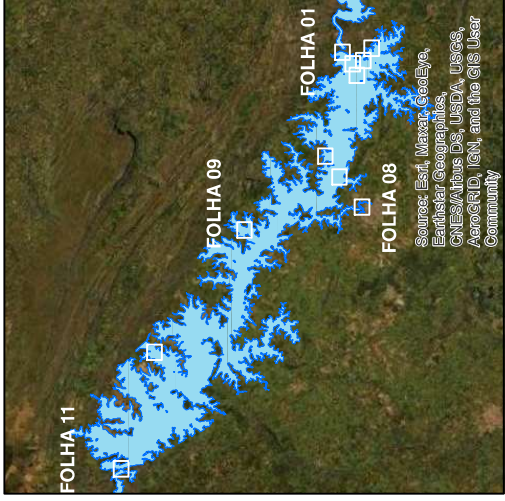 FOLHA 11
FOLHA 09
FOLHA 01
FOLHA 08
Source: Esri, Maxar, GeoEye,
Earthstar Geographics,
CNES/Airbus DS, USDA, USGS,
AeroGRID, IGN, and the GIS User
Community